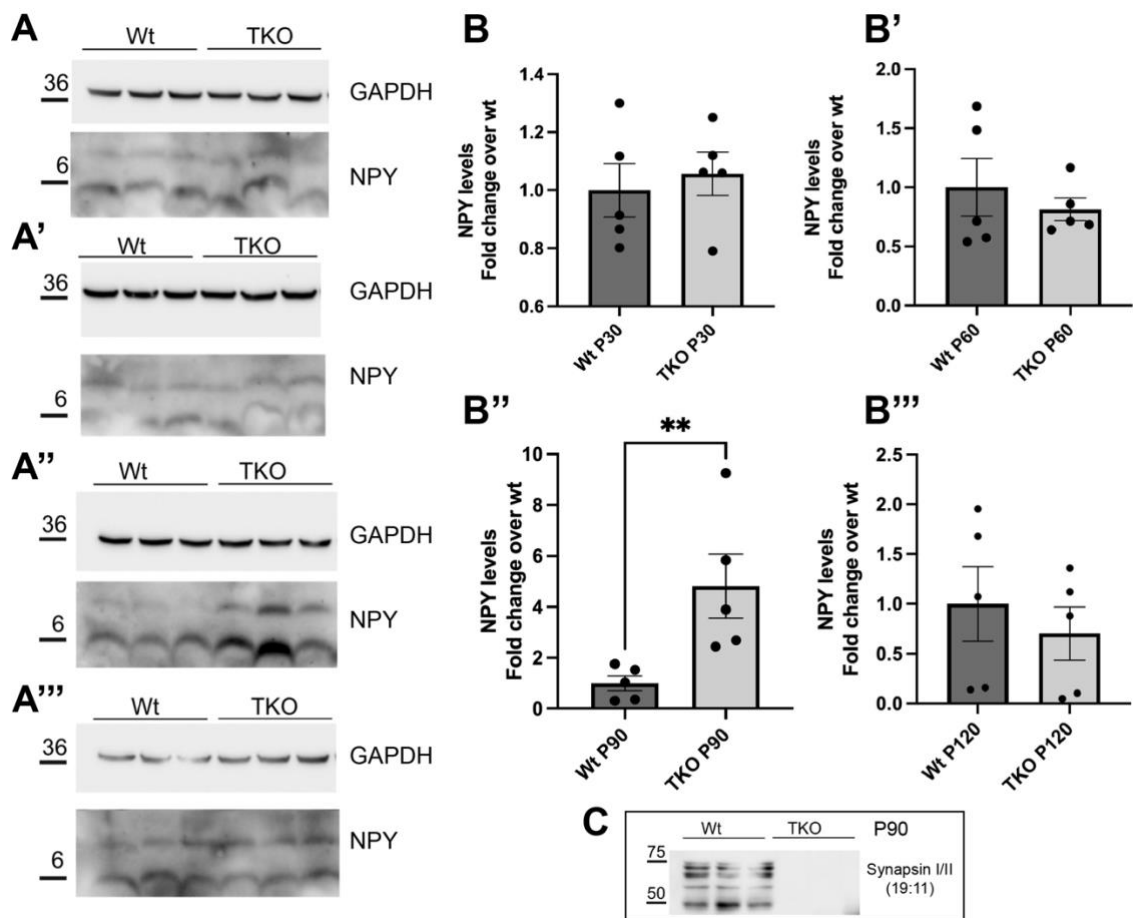 A
Wt TKO
36
GAPDH
6
NPY
A'
Wt TKO
36
GAPDH
6
NPY
A''
Wt TKO
36
GAPDH
6
NPY
A'''
Wt TKO
36
GAPDH
6
NPY
B
NPY levels
Fold change over wt
1.4
1.2
1.0
0.8
0.6
Wt P30
TKO P30
B'
NPY levels
Fold change over wt
2.0
1.5
1.0
0.5
0.0
Wt P60
TKO P60
B''
**
NPY levels
Fold change over wt
10
8
6
4
2
0
Wt P90
TKO P90
B'''
NPY levels
Fold change over wt
2.5
2.0
1.5
1.0
0.5
0.0
Wt P120
TKO P120
C
Wt TKO P90
75
50
Synapsin I/II
(19:11)